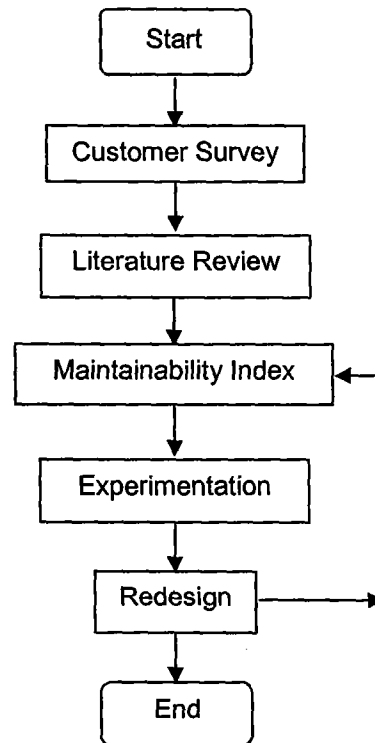 Start
Customer Survey
Literature Review
Maintainability Index
Experimentation
Redesign
End